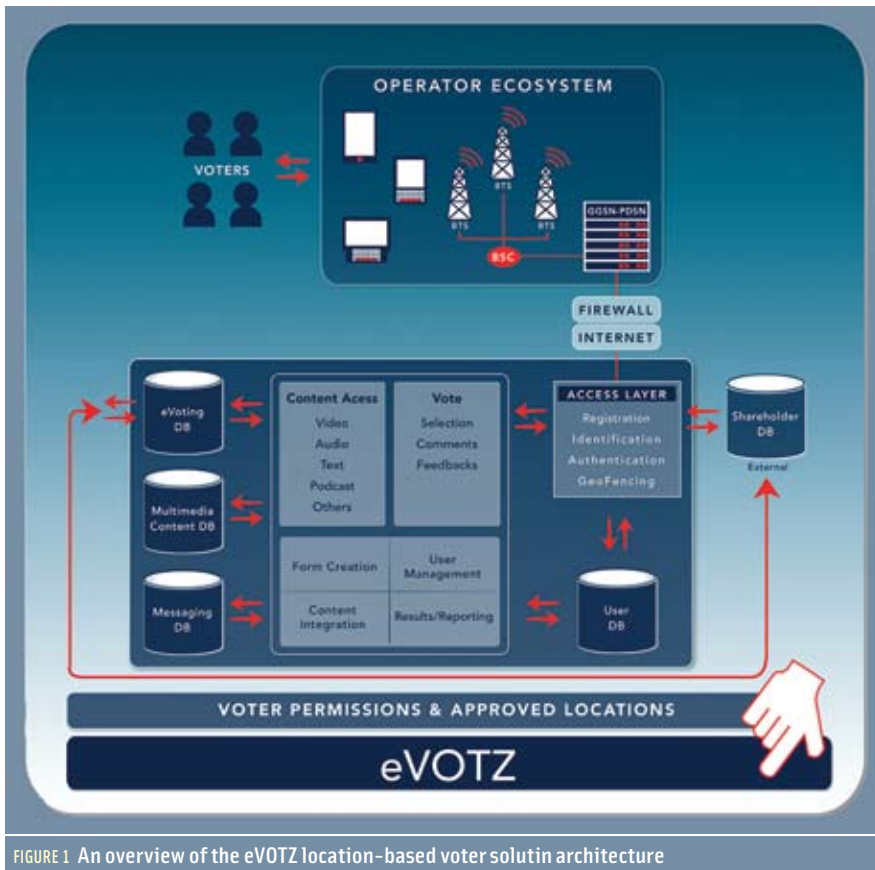 OPERATOR ECOSYSTEM
VOTERS
BTS
BTS
BTS
BSC
GGSN-PDSN
FIREWALL
INTERNET
eVoting
DB
Multimedia
Content DB
Messaging
DB
Content Acess
Video
Audio
Text
Podcast
Others
Vote
Selection
Comments
Feedbacks
Form Creation
User
Management
Content
Integration
Results/Reporting
ACCESS LAYER
Registration
Identification
Authentication
GeoFencing
User
DB
Shareholder
DB
External
VOTER PERMISSIONS & APPROVED LOCATIONS
eVOTZ
FIGURE 1 An overview of the eVOTZ location-based voter solutin architecture